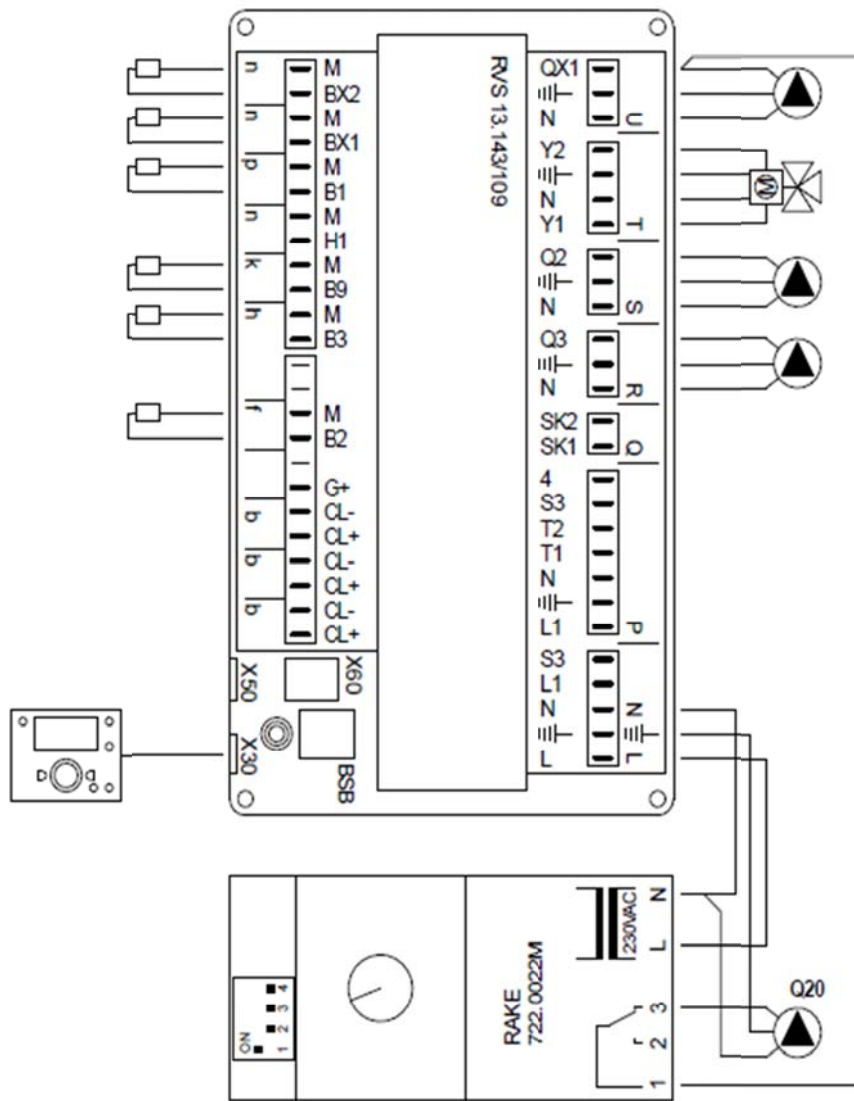 n
M
BX2
n
M
BX1
p
M
B1
n
M
H1
k
M
B9
h
M
B3
f
M
B2
G+
b
CL-
CL+
b
CL-
CL+
b
CL-
CL+
X50
X60
X30
BSB
RVS 13.143/109
QX1
N
U
Y2
N
Y1
T
Q2
N
S
Q3
N
R
SK2
SK1
Q
4
S3
T2
T1
N
L1
P
S3
L1
N
N
L
L
M
ON
1 2 3 4
RAKE
722.0022M
230VAC
N
L
3
2
1
Q20